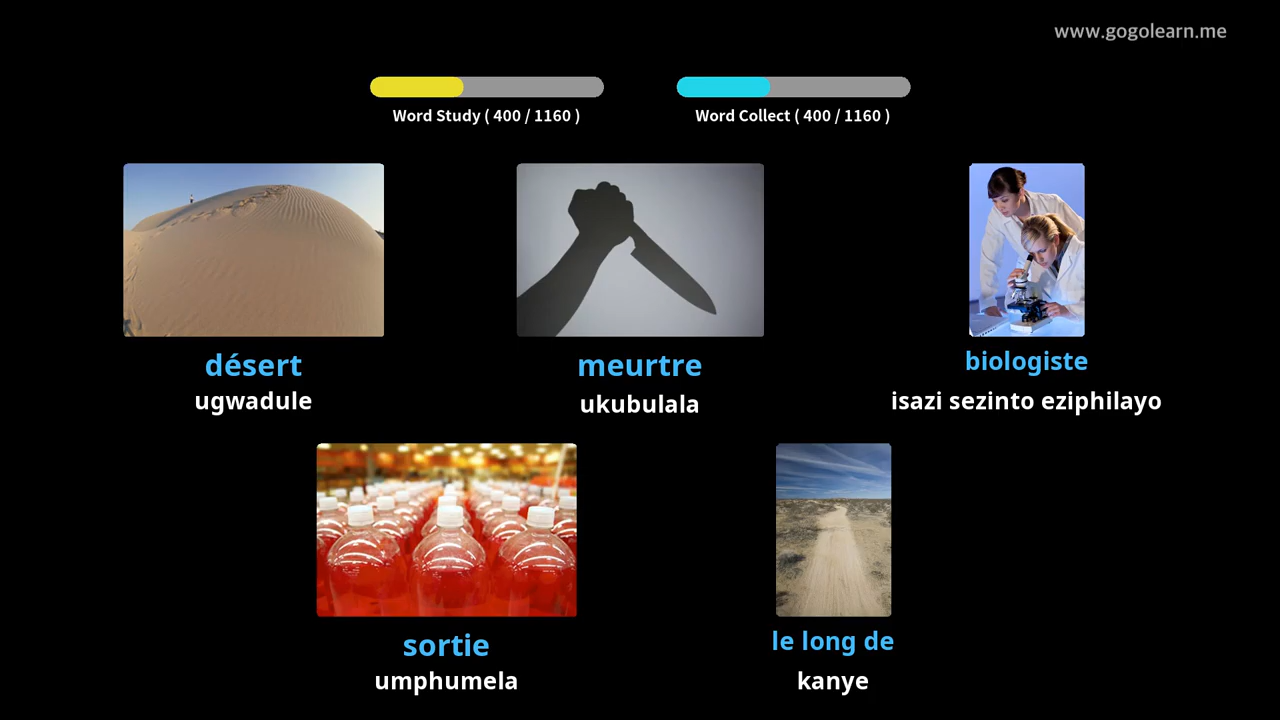 www.gogolearn.me
Word Study ( 400 / 1160 )
Word Collect ( 400 / 1160 )
désert
ugwadule
meurtre
ukubulala
biologiste
isazi sezinto eziphilayo
sortie
umphumela
le long de
kanye